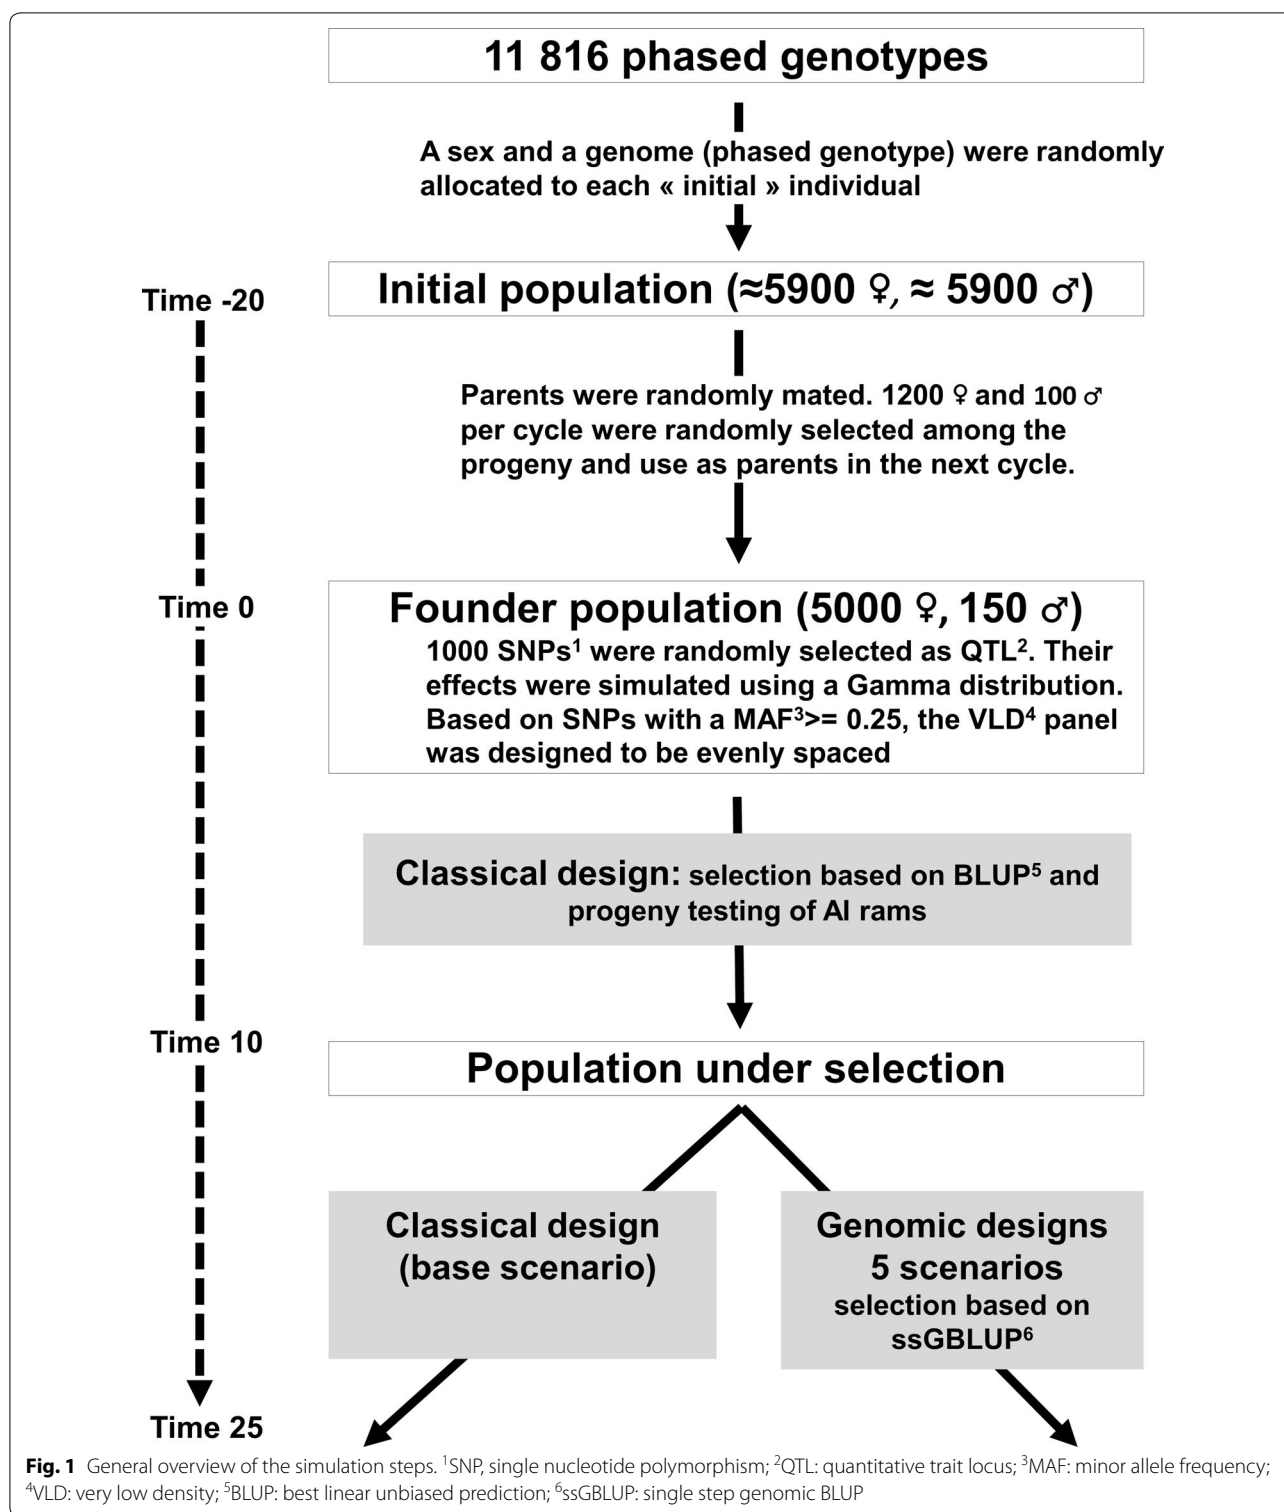 11 816 phased genotypes
A sex and a genome (phased genotype) were randomly
allocated to each « initial » individual
Time -20
Initial population (≈5900 ♀, ≈ 5900 ♂)
Parents were randomly mated. 1200 ♀ and 100 ♂
per cycle were randomly selected among the
progeny and use as parents in the next cycle.
Time 0
Founder population (5000 ♀, 150 ♂)
1000 SNPs¹ were randomly selected as QTL². Their
effects were simulated using a Gamma distribution.
Based on SNPs with a MAF³>= 0.25, the VLD⁴ panel
was designed to be evenly spaced
Classical design: selection based on BLUP⁵ and
progeny testing of AI rams
Time 10
Population under selection
Classical design
(base scenario)
Genomic designs
5 scenarios
selection based on
ssGBLUP⁶
Time 25
Fig. 1 General overview of the simulation steps. ¹SNP, single nucleotide polymorphism; ²QTL: quantitative trait locus; ³MAF: minor allele frequency;
⁴VLD: very low density; ⁵BLUP: best linear unbiased prediction; ⁶ssGBLUP: single step genomic BLUP